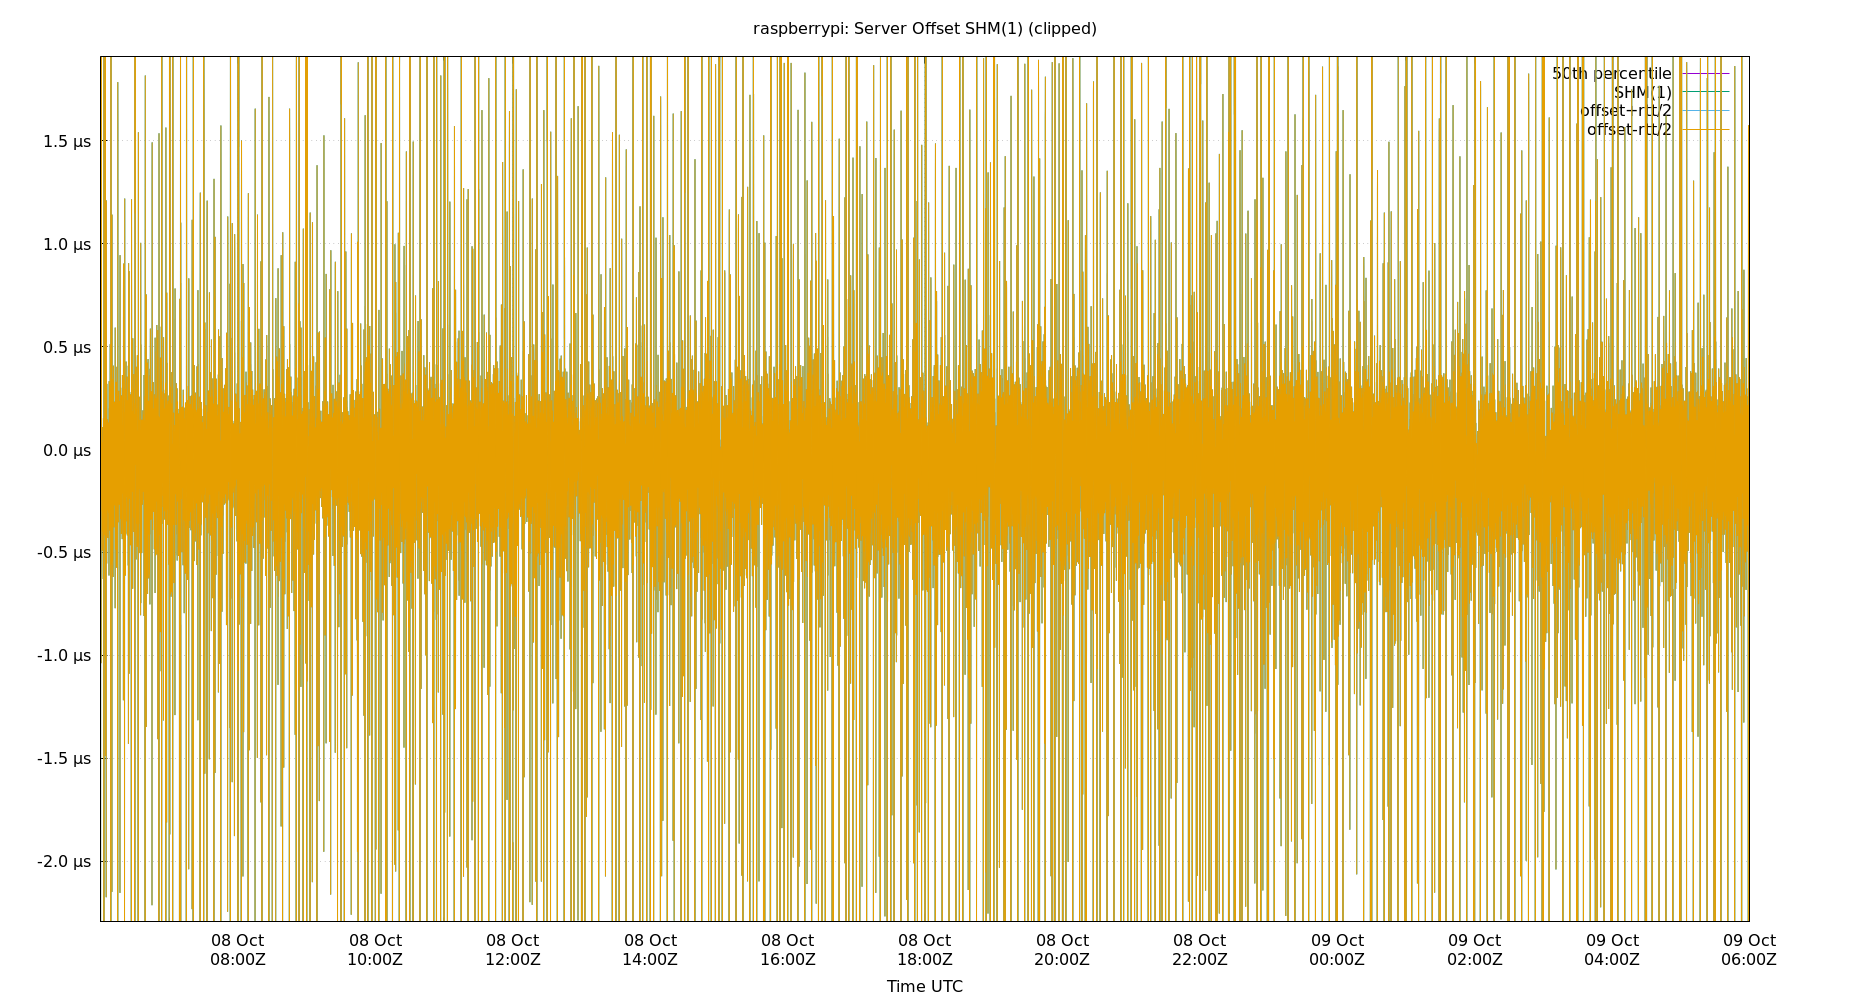 raspberrypi: Server Offset SHM(1) (clipped)
50th percentile
SHM(1)
offset+rtt/2
offset-rtt/2
1.5 µs
1.0 µs
0.5 µs
0.0 µs
-0.5 µs
-1.0 µs
-1.5 µs
-2.0 µs
08 Oct 08 Oct 08 Oct 08 Oct 08 Oct 08 Oct 08 Oct 08 Oct 09 Oct 09 Oct 09 Oct 09 Oct
08:00Z 10:00Z 12:00Z 14:00Z 16:00Z 18:00Z 20:00Z 22:00Z 00:00Z 02:00Z 04:00Z 06:00Z
Time UTC